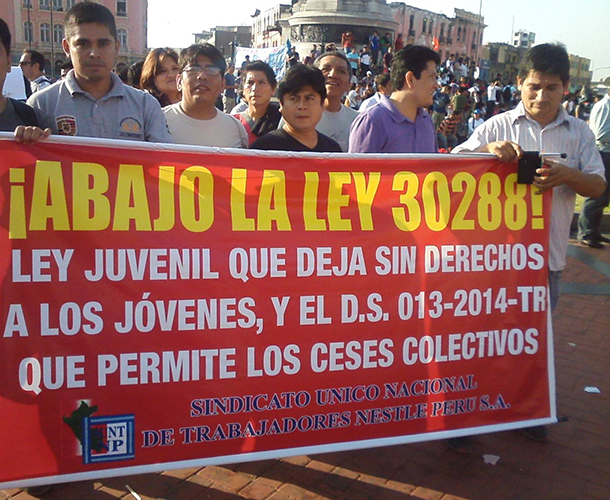 ¡ABAJO LA LEY 30288!
LEY JUVENIL QUE DEJA SIN DERECHOS
A LOS JÓVENES, Y EL D.S. 013-2014-TR
QUE PERMITE LOS CESES COLECTIVOS
SINDICATO UNICO NACIONAL
DE TRABAJADORES NESTLE PERU S.A.
NT
P